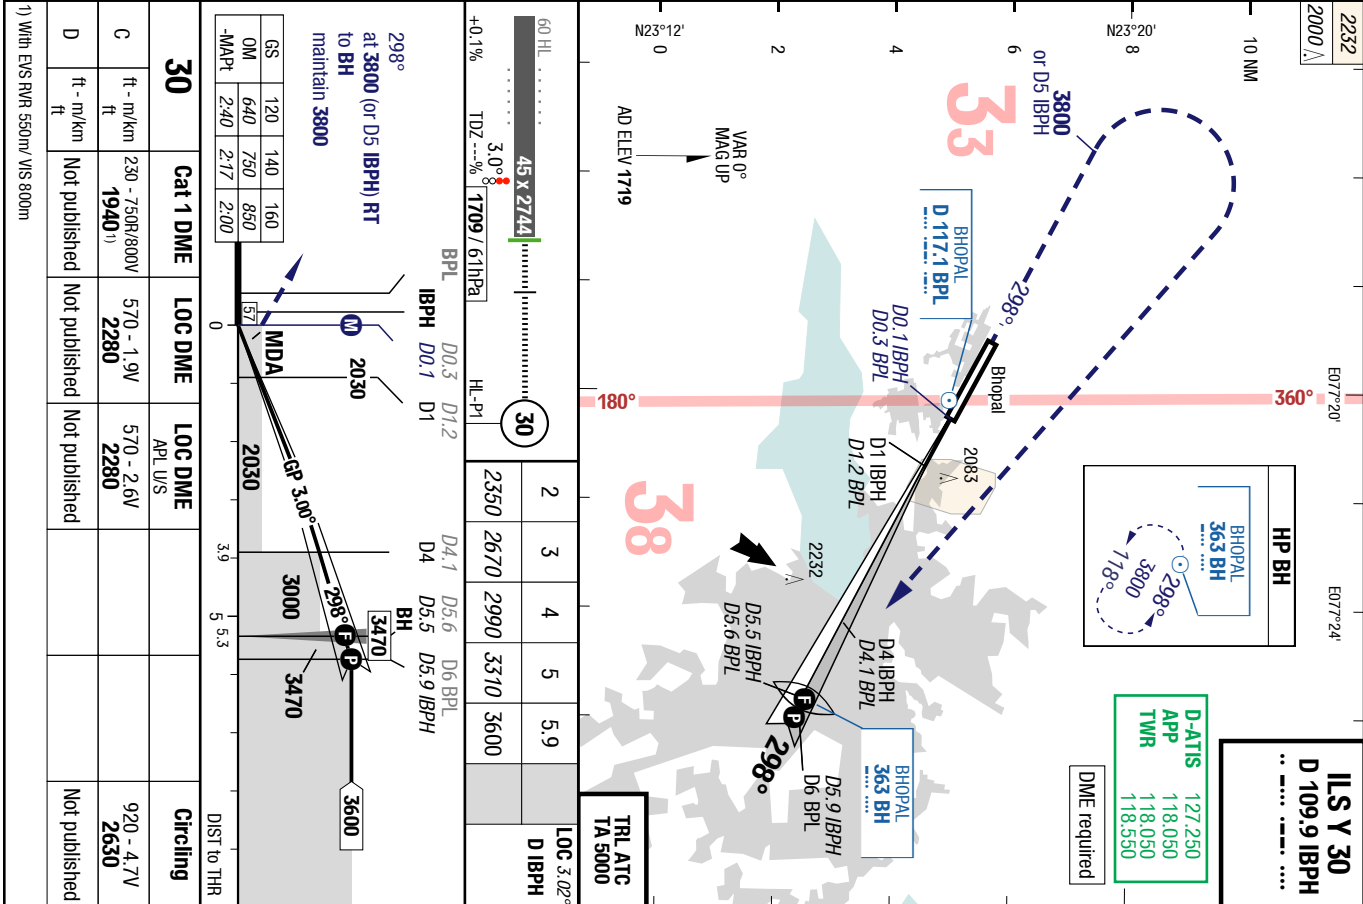 ILS Y 30
D 109.9 IBPH
.. -... .--. ....
2232
2000
D-ATIS 127.250
APP 118.050
TWR 118.050
118.550
DME required
10 NM
8
6
4
2
0
N23°20'
N23°12'
E077°20'
E077°24'
HP BH
BHOPAL
363 BH
-... ....
298°
3800
118°
3800
or D5 IBPH
33
38
VAR 0°
MAG UP
AD ELEV 1719
360°
180°
298°
Bhopal
BHOPAL
D 117.1 BPL
-... .--. .-..
D0.1 IBPH
D0.3 BPL
2083
D1 IBPH
D1.2 BPL
2232
D4 IBPH
D4.1 BPL
D5.5 IBPH
D5.6 BPL
F
P
BHOPAL
363 BH
-... ....
D5.9 IBPH
D6 BPL
298°
TRL ATC
TA 5000
60 HL
45 x 2744
+0.1%
TDZ ---%
3.0°
1709 / 61hPa
HL-P1
30
2 3 4 5 5.9
2350 2670 2990 3310 3600
LOC 3.02°
D IBPH
298°
at 3800 (or D5 IBPH) RT
to BH
maintain 3800
BPL D0.3 D1.2 D4.1 D5.6 D6 BPL
IBPH D0.1 D1 D4 D5.5 D5.9 IBPH
BH
M
2030
MDA
57
GP 3.00°
298°
F
P
3470
3600
2030
3000
3470
0
3.9
5
5.3
DIST to THR
GS 120 140 160
OM 640 750 850
-MAPt 2:40 2:17 2:00
30
Cat 1 DME
LOC DME
LOC DME
APL U/S
Circling
C
ft - m/km
ft
230 - 750R/800V
1940 1)
570 - 1.9V
2280
570 - 2.6V
2280
920 - 4.7V
2630
D
ft - m/km
ft
Not published
Not published
Not published
Not published
1) With EVS RVR 550m/ VIS 800m